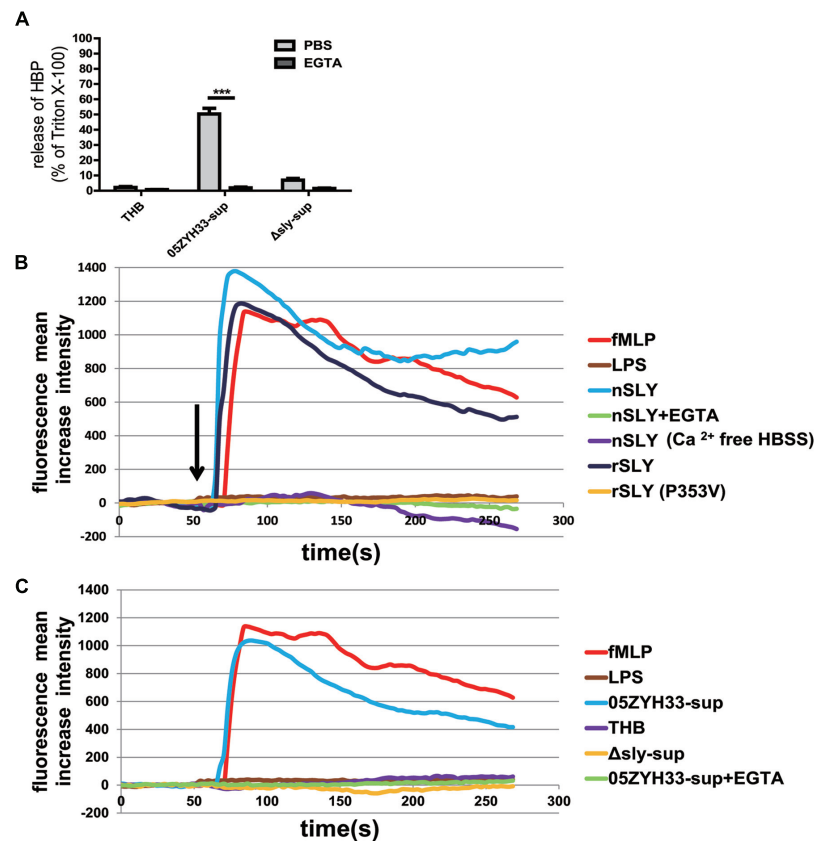 A
PBS
EGTA
release of HBP
(% of Triton X-100)
100
90
80
70
60
50
40
30
20
10
0
***
THB
05ZYH33-sup
Δsly-sup
B
fluorescence mean
increase intensity
1400
1200
1000
800
600
400
200
0
-200
0
50
100
150
200
250
300
time(s)
fMLP
LPS
nSLY
nSLY+EGTA
nSLY (Ca 2+ free HBSS)
rSLY
rSLY (P353V)
C
fluorescence mean
increase intensity
1400
1200
1000
800
600
400
200
0
-200
0
50
100
150
200
250
300
time(s)
fMLP
LPS
05ZYH33-sup
THB
Δsly-sup
05ZYH33-sup+EGTA